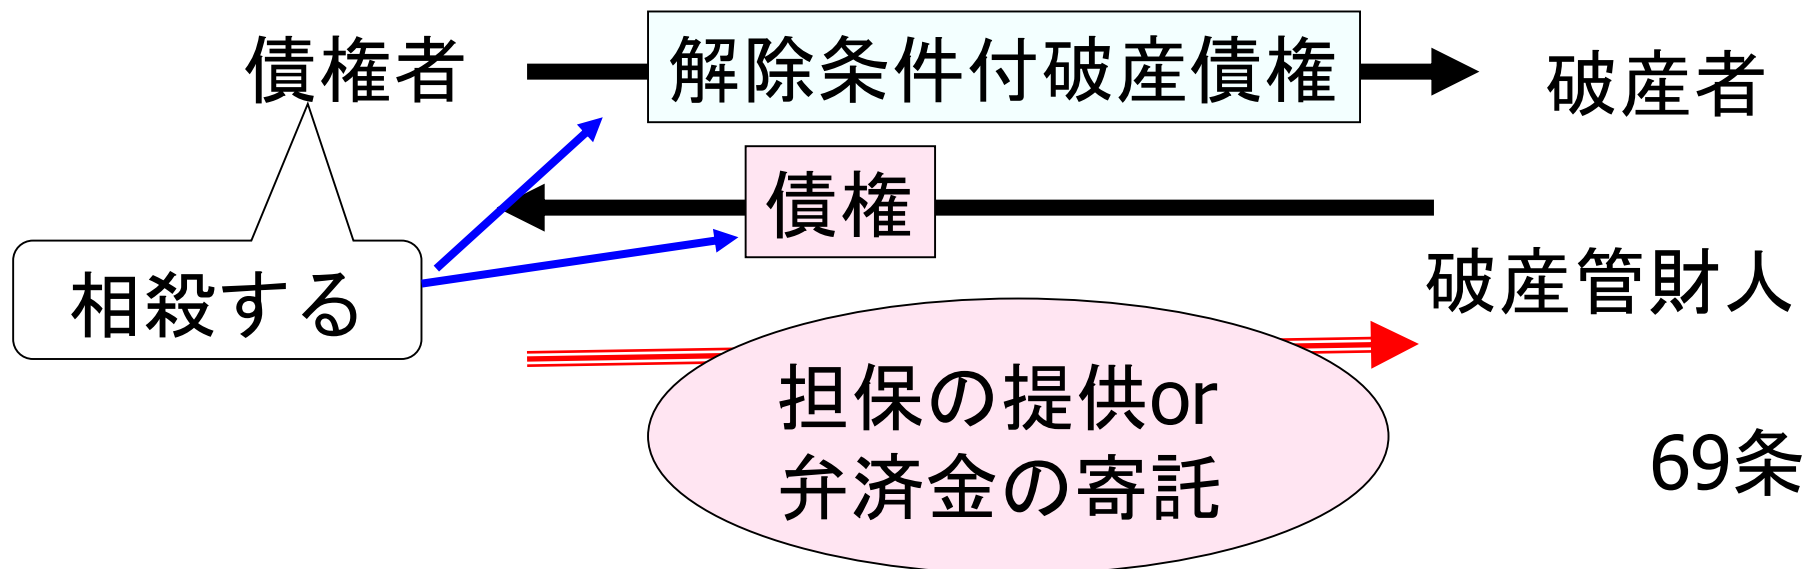 債権者
解除条件付破産債権
破産者
債権
相殺する
破産管財人
担保の提供or
弁済金の寄託
69条